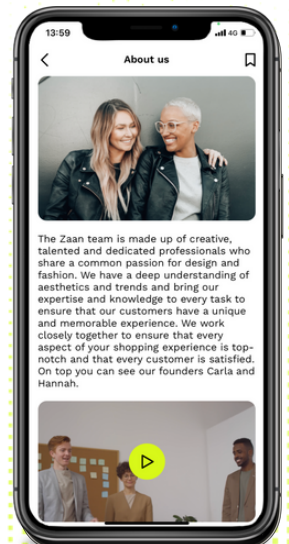 13:59
4G
About us
The Zaan team is made up of creative,
talented and dedicated professionals who
share a common passion for design and
fashion. We have a deep understanding of
aesthetics and trends and bring our
expertise and knowledge to every task to
ensure that our customers have a unique
and memorable experience. We work
closely together to ensure that every
aspect of your shopping experience is top-
notch and that every customer is satisfied.
On top you can see our founders Carla and
Hannah.